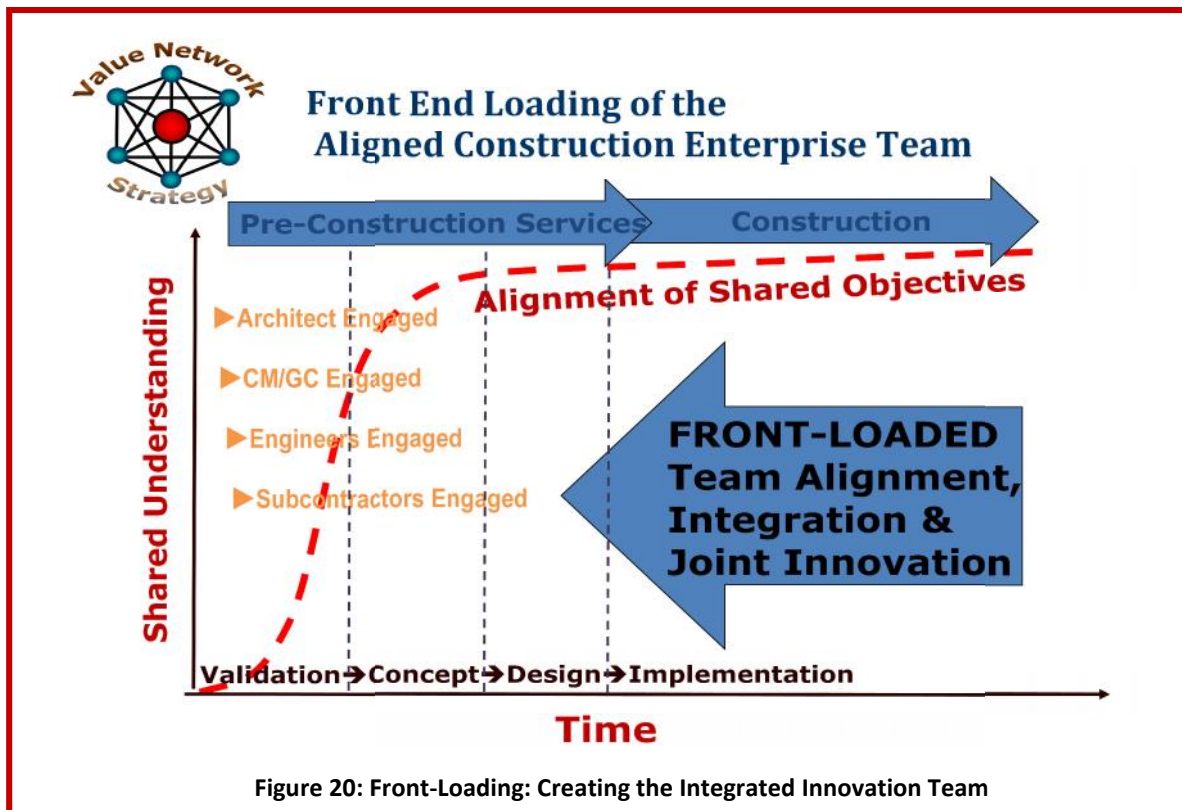 Value Network
Strategy
Front End Loading of the
Aligned Construction Enterprise Team
Pre-Construction Services
Construction
Alignment of Shared Objectives
Shared Understanding
►Architect Engaged
►CM/GC Engaged
►Engineers Engaged
►Subcontractors Engaged
FRONT-LOADED
Team Alignment,
Integration &
Joint Innovation
Validation→Concept→Design→Implementation
Time
Figure 20: Front-Loading: Creating the Integrated Innovation Team